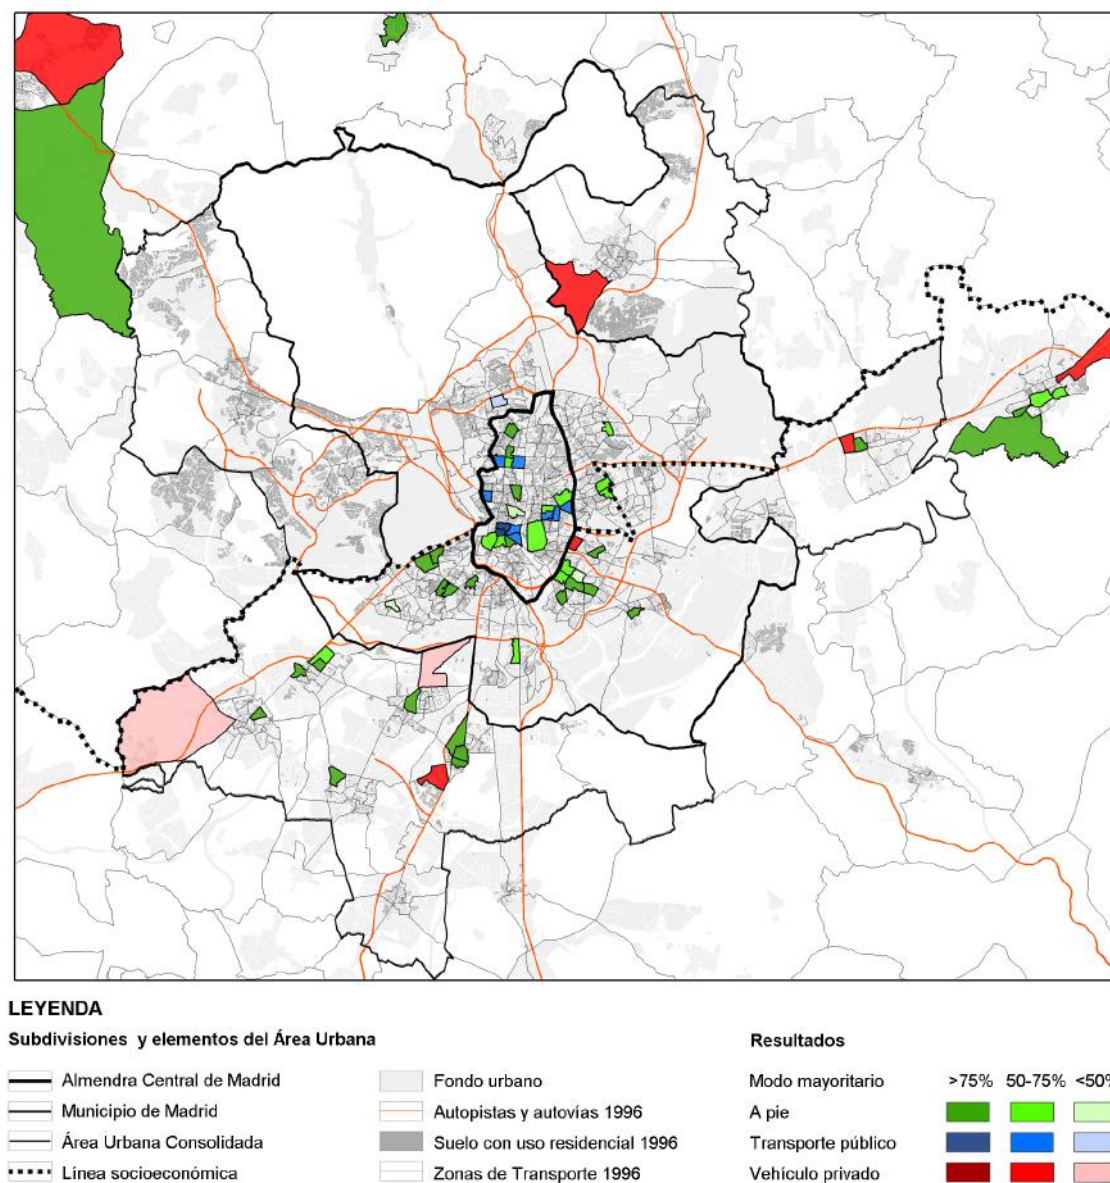 LEYENDA
Subdivisiones y elementos del Área Urbana
Resultados
Almendra Central de Madrid
Fondo urbano
Modo mayoritario >75% 50-75% <50%
Municipio de Madrid
Autopistas y autovías 1996
A pie
Área Urbana Consolidada
Suelo con uso residencial 1996
Transporte público
Línea socioeconómica
Zonas de Transporte 1996
Vehículo privado